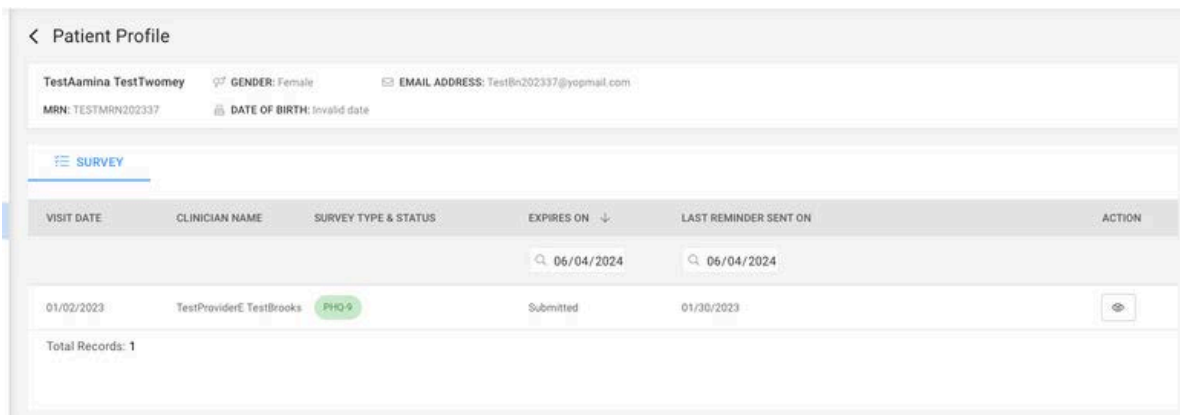 Patient Profile
TestAamina TestTwomey GENDER: Female EMAIL ADDRESS: TestBn202337@yopmail.com
MRN: TESTMRN202337 DATE OF BIRTH: Invalid date
SURVEY
VISIT DATE CLINICIAN NAME SURVEY TYPE & STATUS EXPIRES ON LAST REMINDER SENT ON ACTION
06/04/2024 06/04/2024
01/02/2023 TestProviderE TestBrooks PHQ-9 Submitted 01/30/2023
Total Records: 1